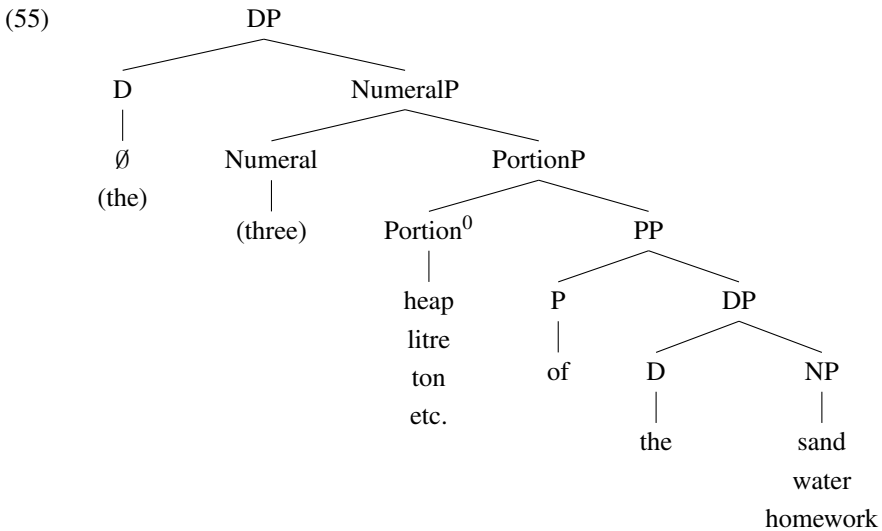 (55) DP
D NumeralP
∅ Numeral PortionP
(the)
(three) Portion⁰ PP
heap P DP
litre
ton of D NP
etc.
the sand
water
homework